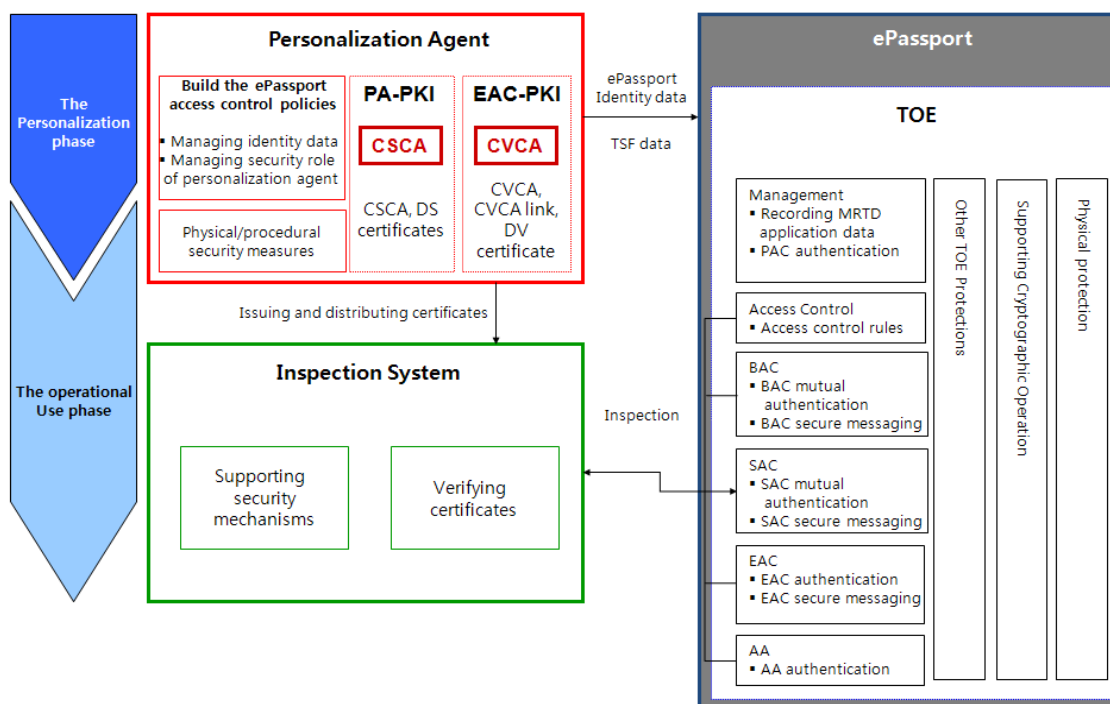 The
Personalization
phase
The operational
Use phase
Personalization Agent
Build the ePassport
access control policies
▪ Managing identity data
▪ Managing security role
of personalization agent
Physical/procedural
security measures
PA-PKI
CSCA
CSCA, DS
certificates
EAC-PKI
CVCA
CVCA,
CVCA link,
DV
certificate
ePassport
Identity data
TSF data
Issuing and distributing certificates
Inspection System
Supporting
security
mechanisms
Verifying
certificates
Inspection
ePassport
TOE
Management
▪ Recording MRTD
application data
▪ PAC authentication
Access Control
▪ Access control rules
BAC
▪ BAC mutual
authentication
▪ BAC secure messaging
SAC
▪ SAC mutual
authentication
▪ SAC secure messaging
EAC
▪ EAC authentication
▪ EAC secure messaging
AA
▪ AA authentication
Other TOE Protections
Supporting Cryptographic Operation
Physical protection